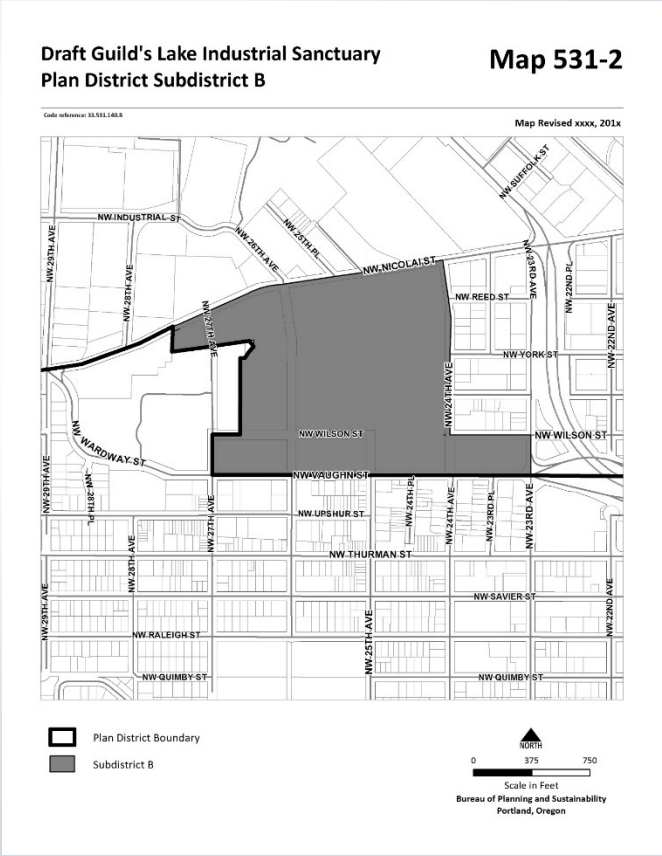 Draft Guild's Lake Industrial Sanctuary
Plan District Subdistrict B
Map 531-2
Code reference: 33.531.140.B
Map Revised xxxx, 201x
NW SUFFOLK ST
NW INDUSTRIAL ST
NW 29TH AVE
NW 28TH AVE
NW 26TH AVE
NW 25TH PL
NW NICOLAI ST
NW 23RD AVE
NW 22ND PL
NW 22ND AVE
NW REED ST
NW 27TH AVE
NW YORK ST
NW 24TH AVE
NW WARDWAY ST
NW WILSON ST
NW WILSON ST
NW VAUGHN ST
NW 29TH AVE
NW 28TH PL
NW 27TH AVE
NW 24TH PL
NW 24TH AVE
NW 23RD PL
NW 23RD AVE
NW UPSHUR ST
NW THURMAN ST
NW 28TH AVE
NW SAVIER ST
NW 29TH AVE
NW 25TH AVE
NW 22ND AVE
NW RALEIGH ST
NW QUIMBY ST
NW QUIMBY ST
Plan District Boundary
Subdistrict B
NORTH
0 375 750
Scale in Feet
Bureau of Planning and Sustainability
Portland, Oregon